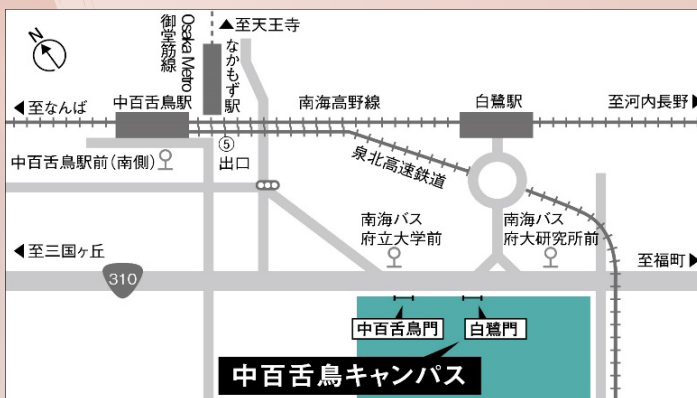 N
▲至天王寺
Osaka Metro
御堂筋線
なかもず駅
◀至なんば
中百舌鳥駅
南海高野線
白鷺駅
至河内長野▶
中百舌鳥駅前(南側)
⑤
出口
泉北高速鉄道
南海バス
府立大学前
南海バス
府大研究所前
◀至三国ヶ丘
310
至福町▶
中百舌鳥門
白鷺門
中百舌鳥キャンパス